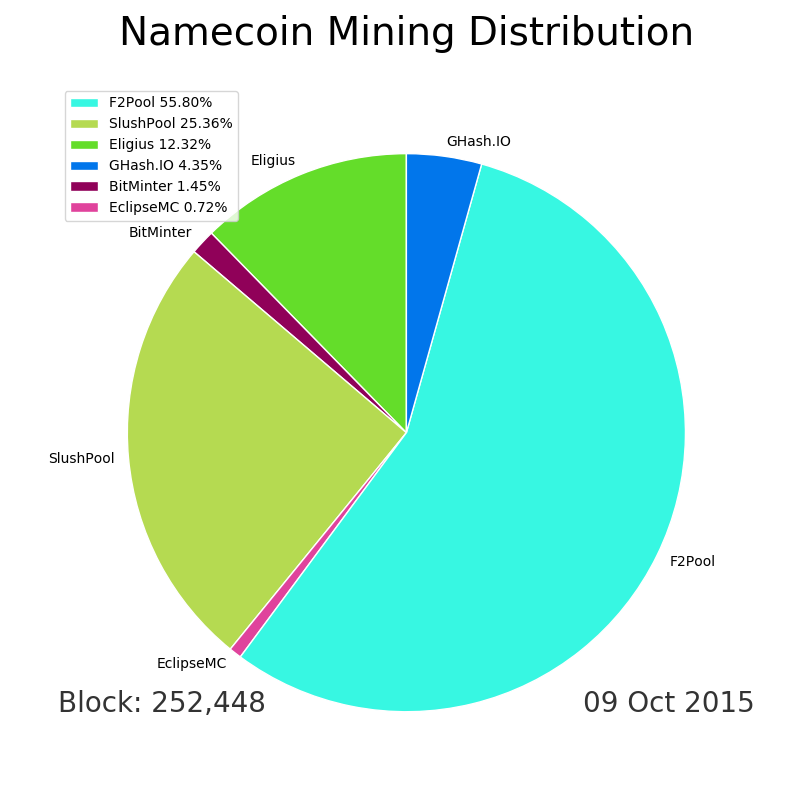 Namecoin Mining Distribution
F2Pool 55.80%
SlushPool 25.36%
Eligius 12.32%
GHash.IO 4.35%
BitMinter 1.45%
EclipseMC 0.72%
GHash.IO
Eligius
BitMinter
SlushPool
F2Pool
EclipseMC
Block: 252,448
09 Oct 2015